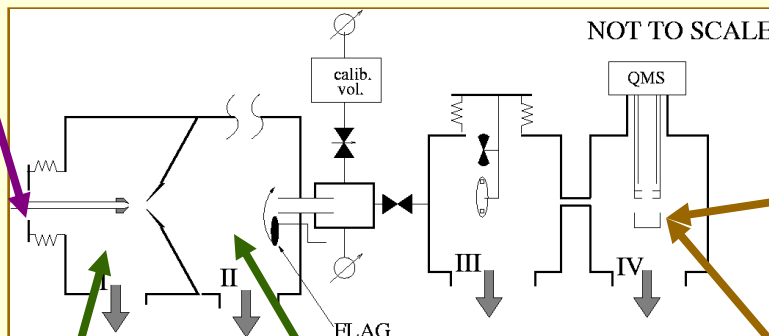 NOT TO SCALE
calib.
vol.
QMS
I
II
III
IV
FLAG